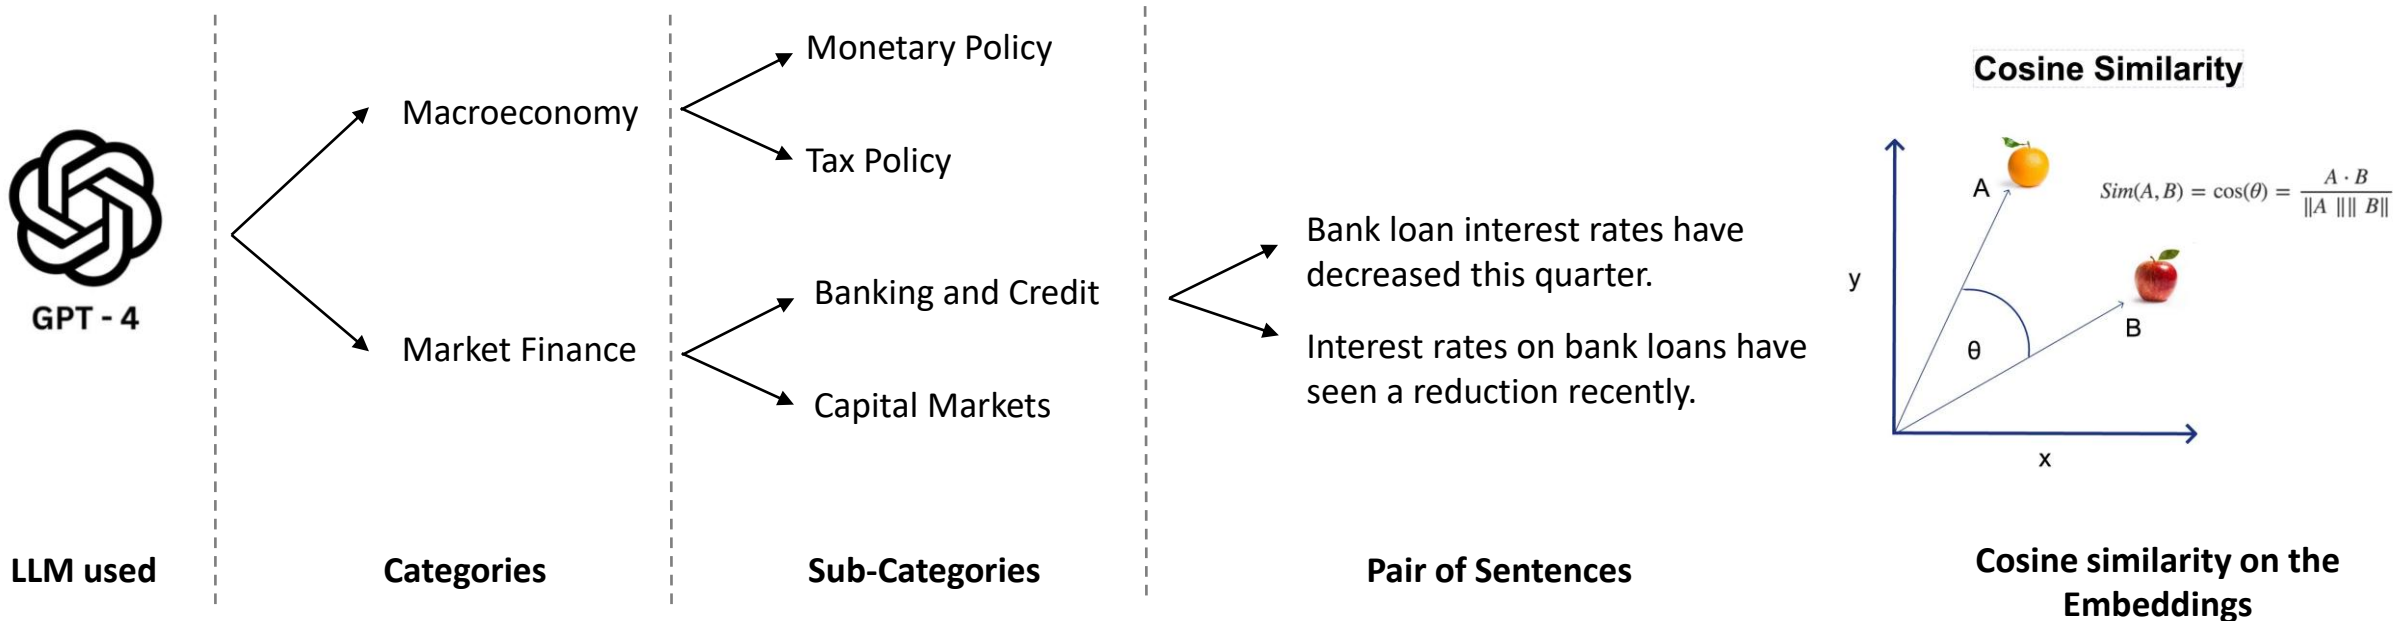 GPT - 4
LLM used
Macroeconomy
Market Finance
Categories
Monetary Policy
Tax Policy
Banking and Credit
Capital Markets
Sub-Categories
Bank loan interest rates have
decreased this quarter.
Interest rates on bank loans have
seen a reduction recently.
Pair of Sentences
Cosine Similarity
A
Sim(A, B) = cos(θ) = A · B / ‖A ‖‖ B‖
y
B
θ
x
Cosine similarity on the
Embeddings